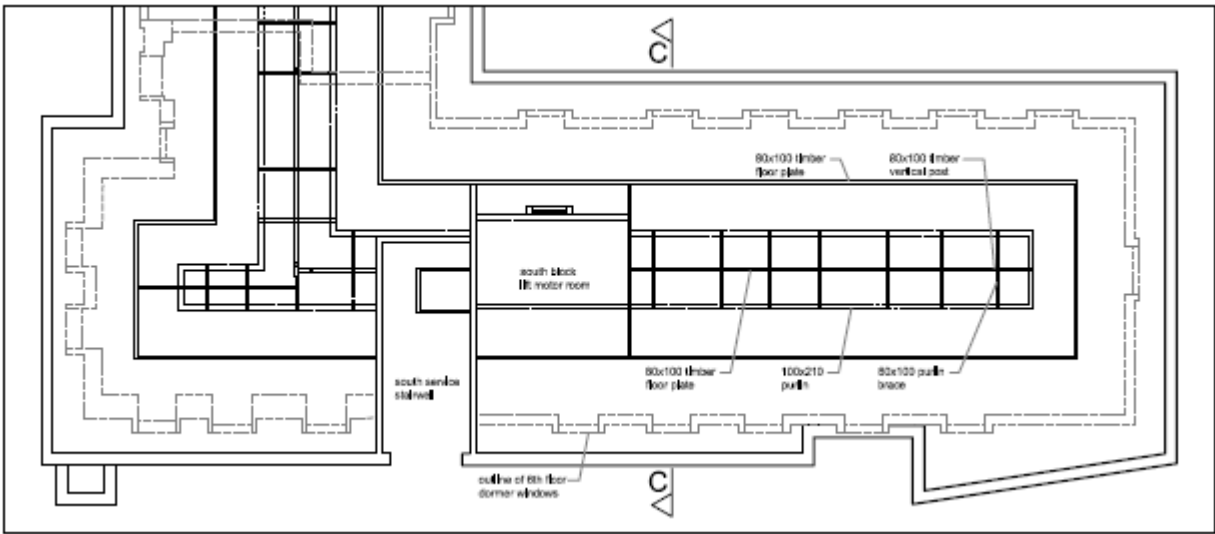 C
80x100 timber
floor plate
80x100 timber
vertical post
south block
lift motor room
80x100 timber
floor plate
100x210
purlin
80x100 purlin
brace
south service
stairwell
outline of 6th floor
dormer windows
C